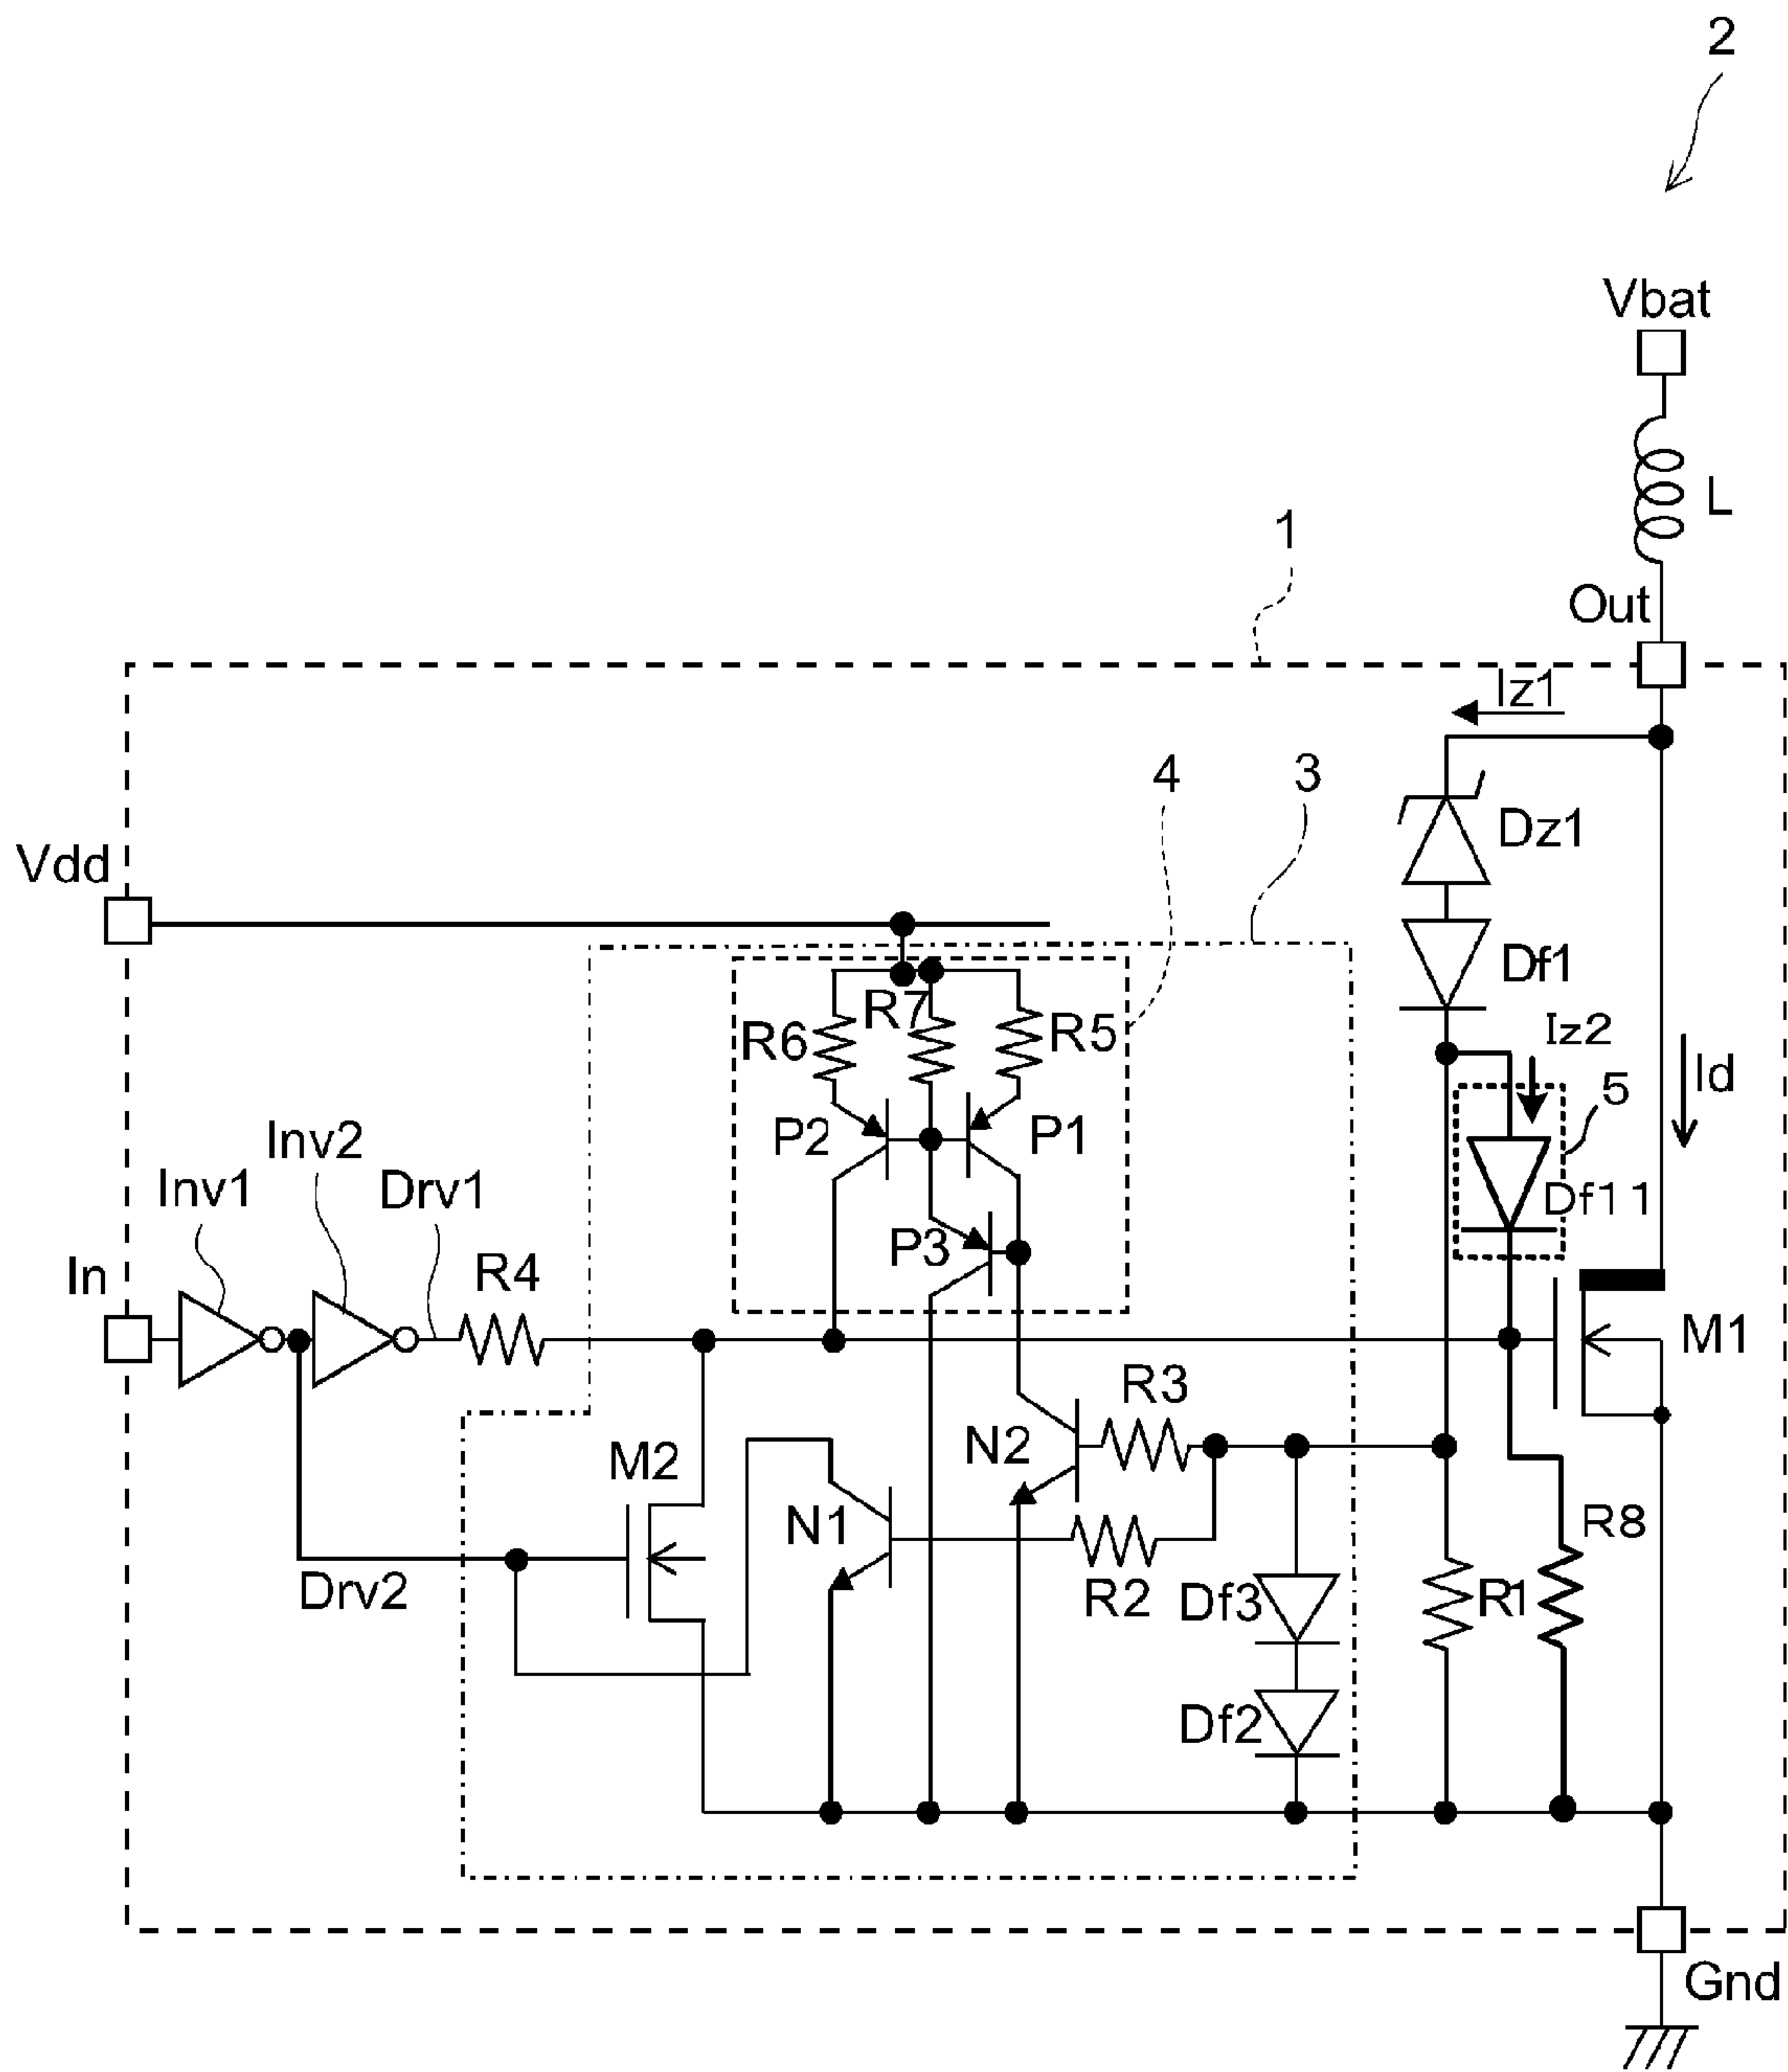 2
Vbat
L
1
Out
Iz1
4
3
Dz1
Vdd
Df1
R7
R6
R5
Iz2
5
Id
P2
P1
Inv2
Inv1
Drv1
Df11
P3
In
R4
M1
R3
N2
M2
N1
R8
Drv2
R2
Df3
R1
Df2
Gnd